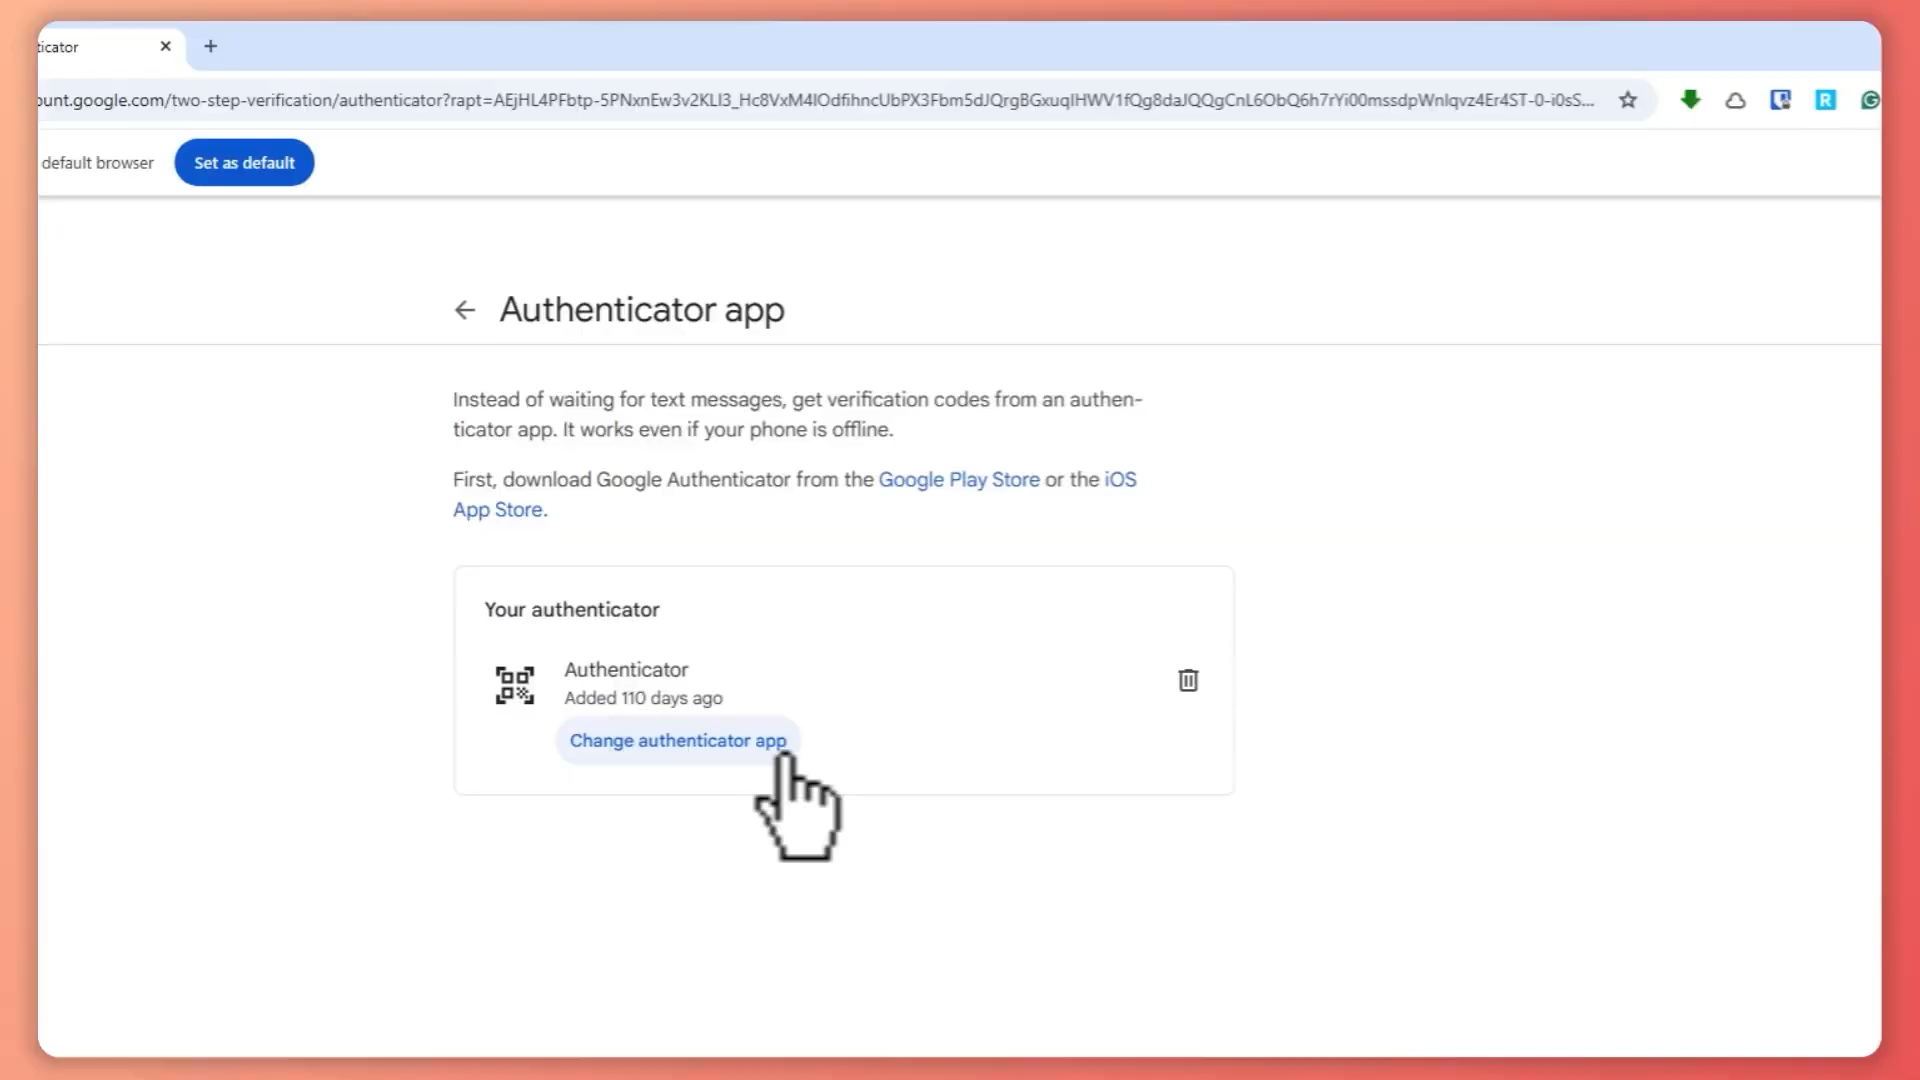 ticator
ount.google.com/two-step-verification/authenticator?rapt=AEjHL4PFbtp-5PNxnEw3v2KLI3_Hc8VxM4IOdfihncUbPX3Fbm5dJQrgBGxuqIHWV1fQg8daJQQgCnL6ObQ6h7rYi00mssdpWnIqvz4Er4ST-0-i0sS...
R
default browser
Set as default
Authenticator app
Instead of waiting for text messages, get verification codes from an authen-
ticator app. It works even if your phone is offline.
First, download Google Authenticator from the Google Play Store or the iOS
App Store.
Your authenticator
Authenticator
Added 110 days ago
Change authenticator app